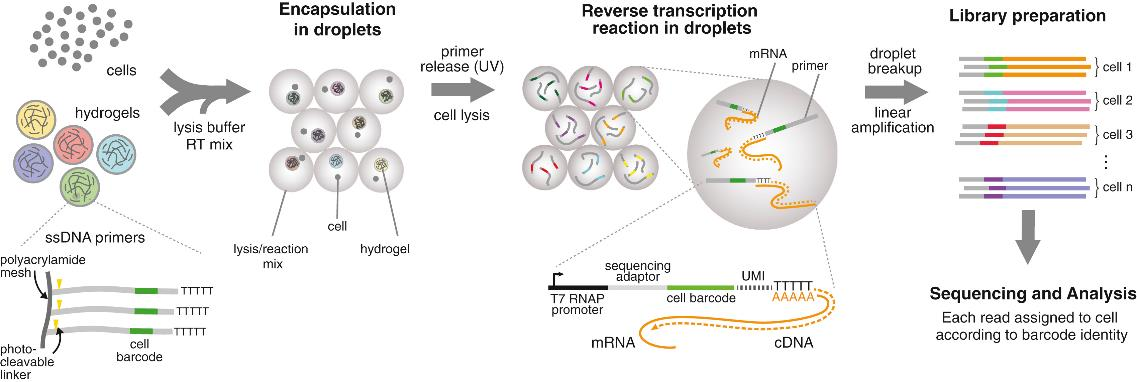 cells
hydrogels
lysis buffer
RT mix
ssDNA primers
polyacrylamide
mesh
TTTTT
TTTTT
TTTTT
photo-
cleavable
linker
cell
barcode
Encapsulation
in droplets
lysis/reaction
mix
cell
hydrogel
primer
release (UV)
cell lysis
Reverse transcription
reaction in droplets
mRNA
primer
TTTT
TTTT
sequencing
adaptor
UMI
TTTTT
AAAAA
T7 RNAP
promoter
cell barcode
mRNA
cDNA
droplet
breakup
linear
amplification
Library preparation
cell 1
cell 2
cell 3
⋮
cell n
Sequencing and Analysis
Each read assigned to cell
according to barcode identity